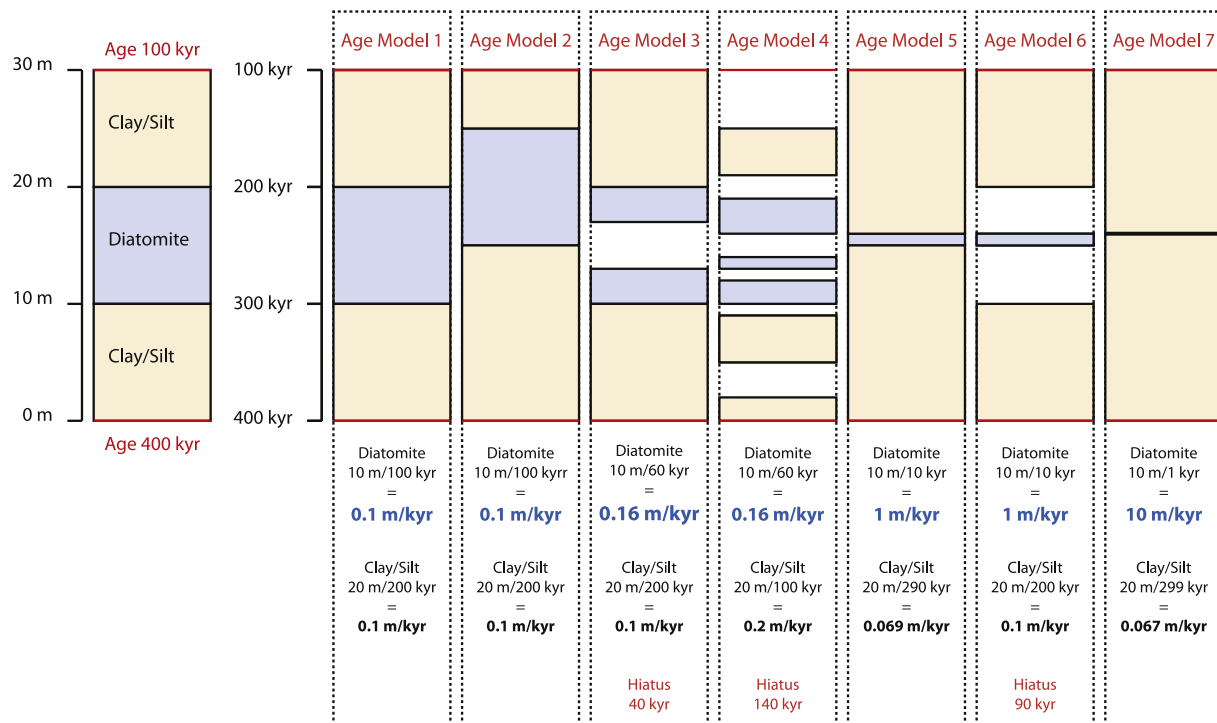 Age 100 kyr
30 m
Clay/Silt
20 m
Diatomite
10 m
Clay/Silt
0 m
Age 400 kyr
100 kyr
200 kyr
300 kyr
400 kyr
Age Model 1
Diatomite
10 m/100 kyr
=
0.1 m/kyr
Clay/Silt
20 m/200 kyr
=
0.1 m/kyr
Age Model 2
Diatomite
10 m/100 kyrr
=
0.1 m/kyr
Clay/Silt
20 m/200 kyr
=
0.1 m/kyr
Age Model 3
Diatomite
10 m/60 kyr
=
0.16 m/kyr
Clay/Silt
20 m/200 kyr
=
0.1 m/kyr
Hiatus
40 kyr
Age Model 4
Diatomite
10 m/60 kyr
=
0.16 m/kyr
Clay/Silt
20 m/100 kyr
=
0.2 m/kyr
Hiatus
140 kyr
Age Model 5
Diatomite
10 m/10 kyr
=
1 m/kyr
Clay/Silt
20 m/290 kyr
=
0.069 m/kyr
Age Model 6
Diatomite
10 m/10 kyr
=
1 m/kyr
Clay/Silt
20 m/200 kyr
=
0.1 m/kyr
Hiatus
90 kyr
Age Model 7
Diatomite
10 m/1 kyr
=
10 m/kyr
Clay/Silt
20 m/299 kyr
=
0.067 m/kyr